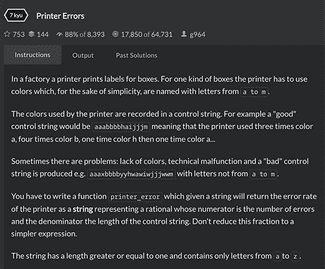 7 kyu Printer Errors
753 144 88% of 8,393 17,850 of 64,731 g964
Instructions Output Past Solutions
In a factory a printer prints labels for boxes. For one kind of boxes the printer has to use
colors which, for the sake of simplicity, are named with letters from a to m .
The colors used by the printer are recorded in a control string. For example a "good"
control string would be aaabbbbhaijjjm meaning that the printer used three times color
a, four times color b, one time color h then one time color a...
Sometimes there are problems: lack of colors, technical malfunction and a "bad" control
string is produced e.g. aaaxbbbbyyhwawiwjjjwwm with letters not from a to m .
You have to write a function printer_error which given a string will return the error rate
of the printer as a string representing a rational whose numerator is the number of errors
and the denominator the length of the control string. Don't reduce this fraction to a
simpler expression.
The string has a length greater or equal to one and contains only letters from a to z .